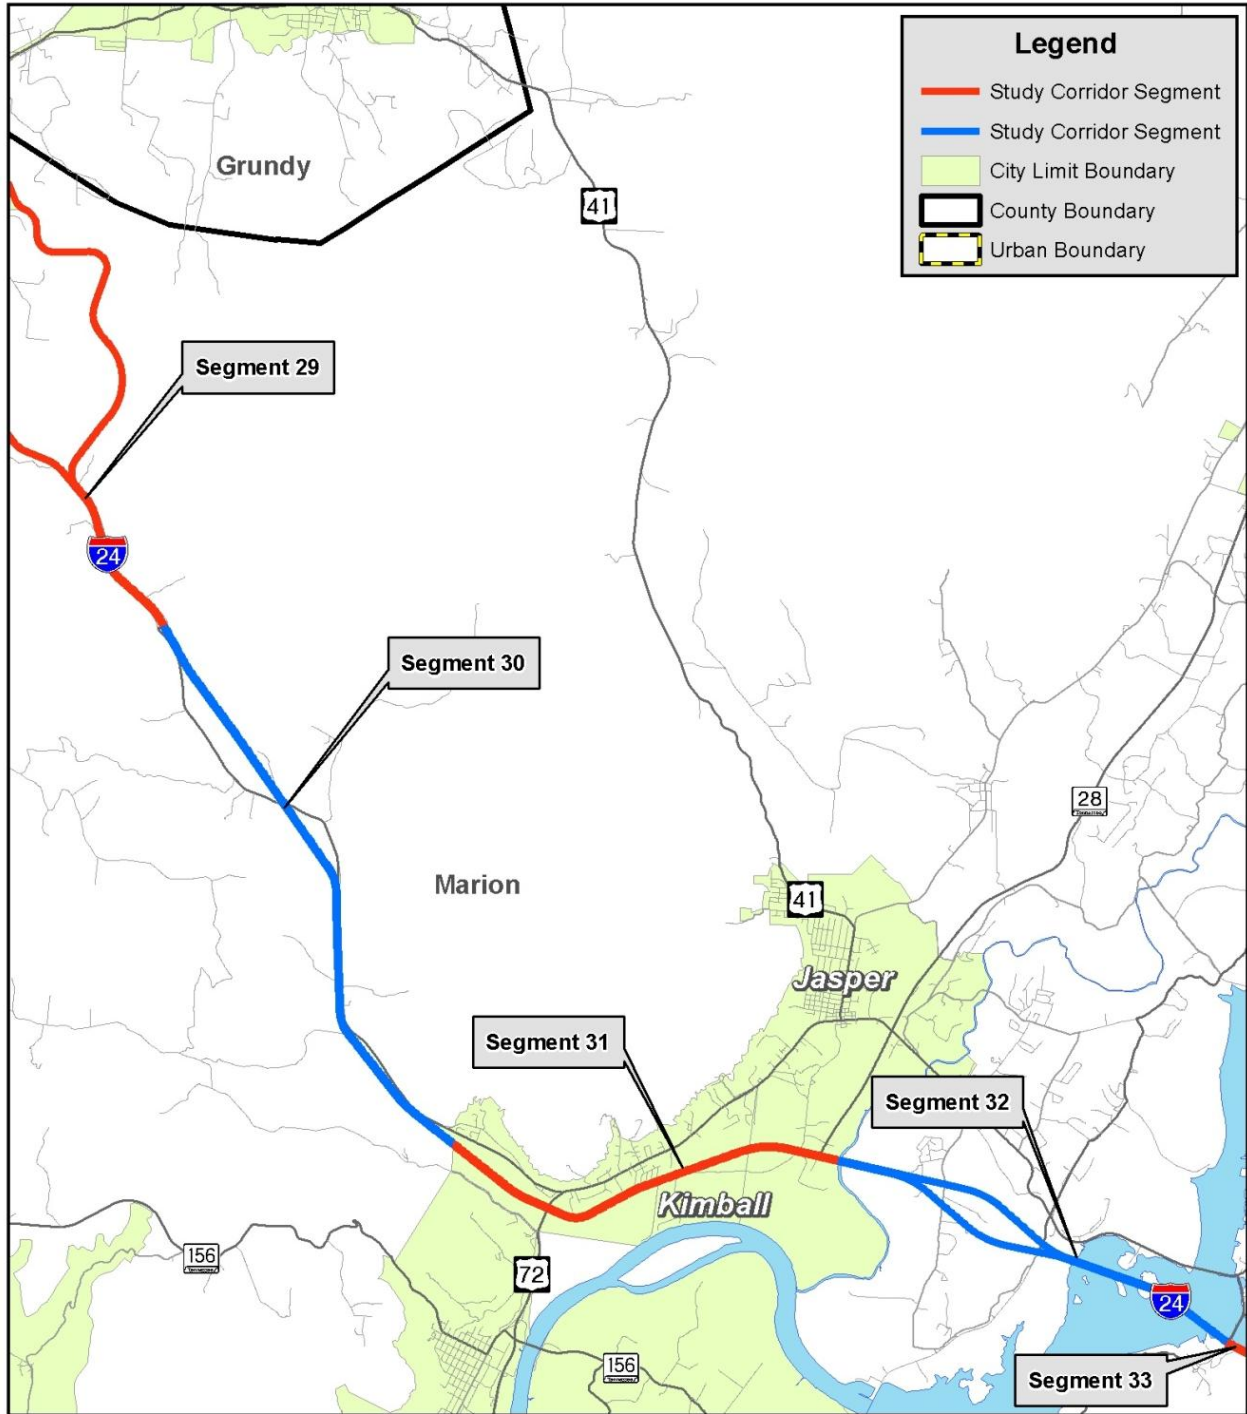 Legend
Study Corridor Segment
Study Corridor Segment
City Limit Boundary
County Boundary
Urban Boundary
Grundy
41
Segment 29
24
Segment 30
28
Marion
41
Jasper
Segment 31
Segment 32
Kimball
156
72
24
156
Segment 33